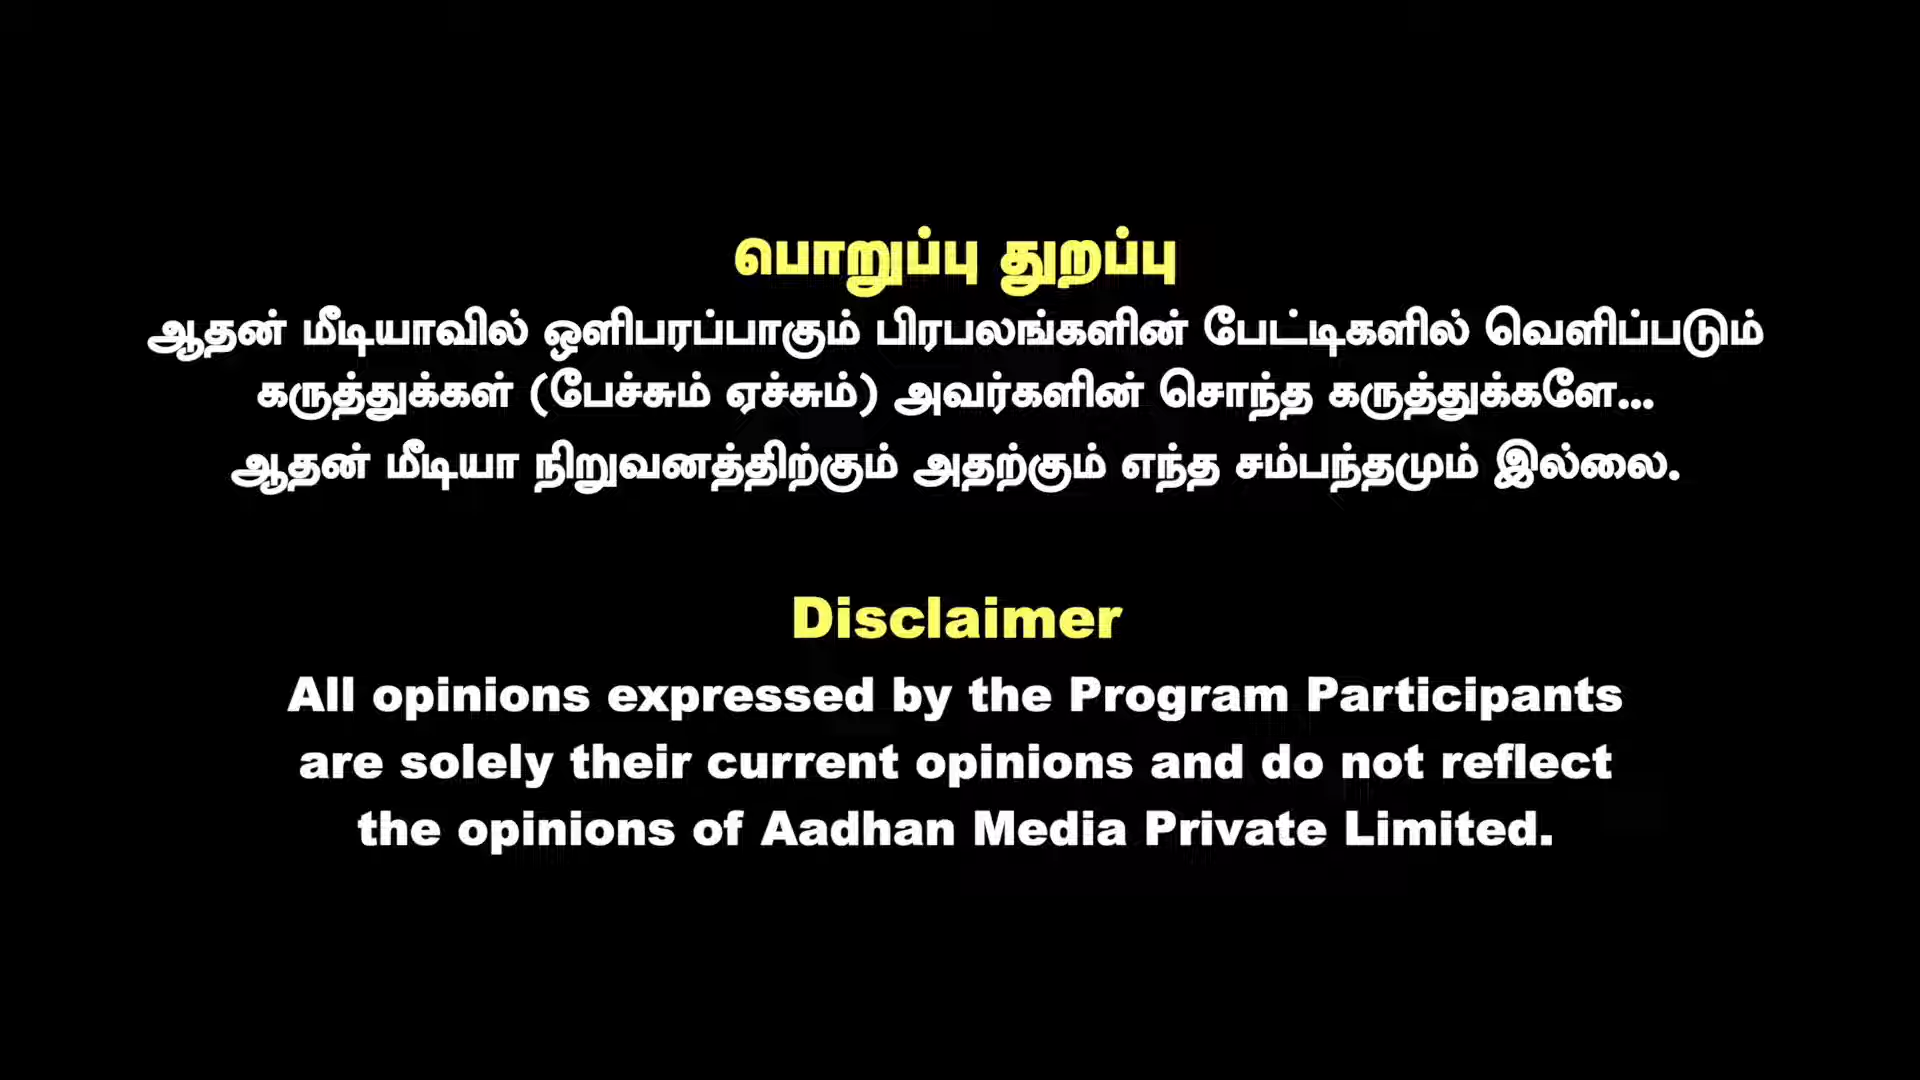 பொறுப்பு துறப்பு
ஆதன் மீடியாவில் ஒளிபரப்பாகும் பிரபலங்களின் பேட்டிகளில் வெளிப்படும்
கருத்துக்கள் (பேச்சும் ஏச்சும்) அவர்களின் சொந்த கருத்துக்களே...
ஆதன் மீடியா நிறுவனத்திற்கும் அதற்கும் எந்த சம்பந்தமும் இல்லை.
Disclaimer
All opinions expressed by the Program Participants
are solely their current opinions and do not reflect
the opinions of Aadhan Media Private Limited.